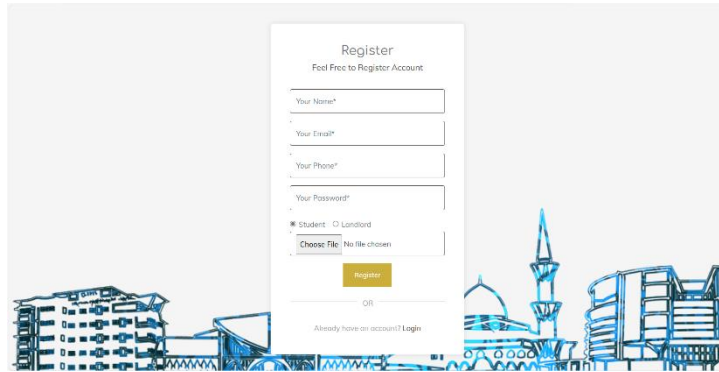 Register
Feel Free to Register Account
Your Name*
Your Email*
Your Phone*
Your Password*
Student Landlord
Choose File No file chosen
Register
OR
Already have an account? Login